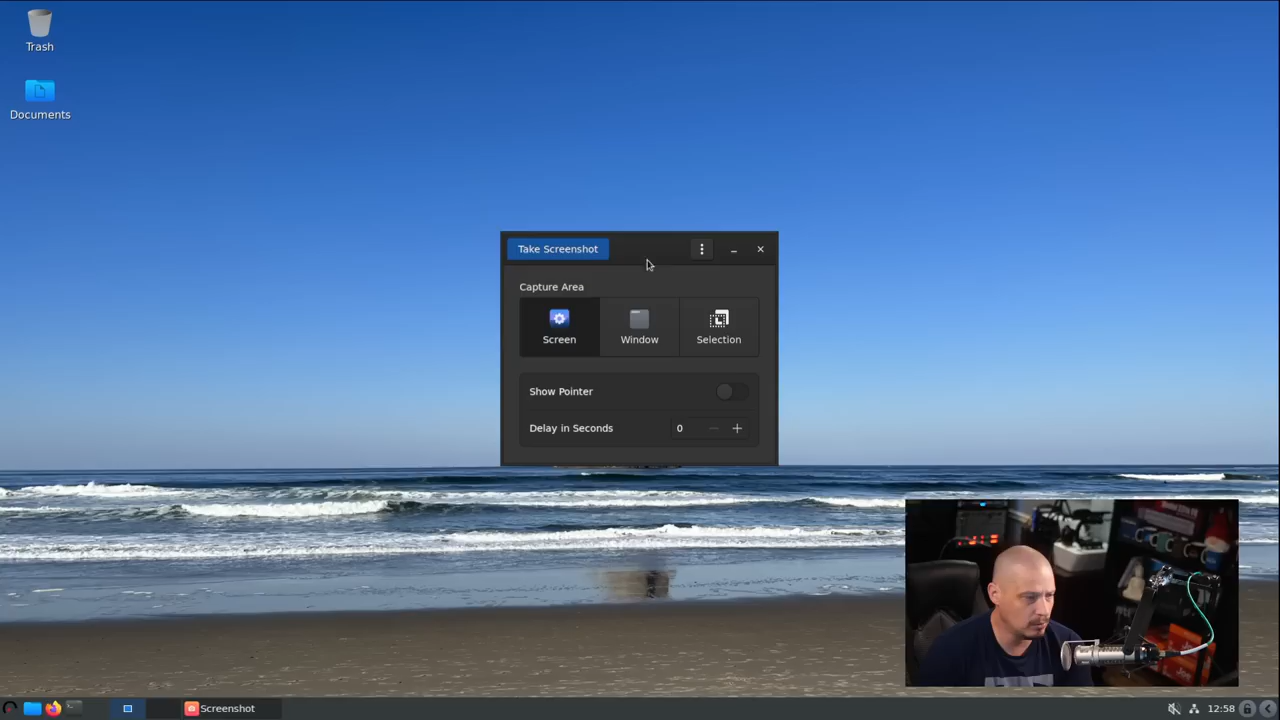 Trash
Documents
Take Screenshot
Capture Area
Screen
Window
Selection
Show Pointer
Delay in Seconds
0
Screenshot
12:58